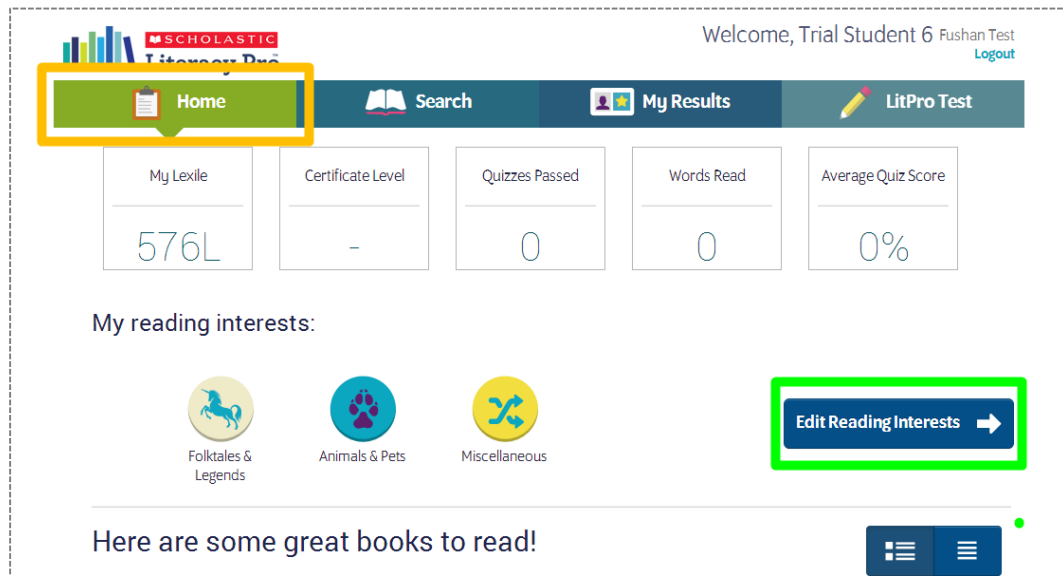 SCHOLASTIC
Literacy Pro
Welcome, Trial Student 6 Fushan Test
Logout
Home
Search
My Results
LitPro Test
My Lexile
Certificate Level
Quizzes Passed
Words Read
Average Quiz Score
576L
-
0
0
0%
My reading interests:
Folktales &
Legends
Animals & Pets
Miscellaneous
Edit Reading Interests
Here are some great books to read!